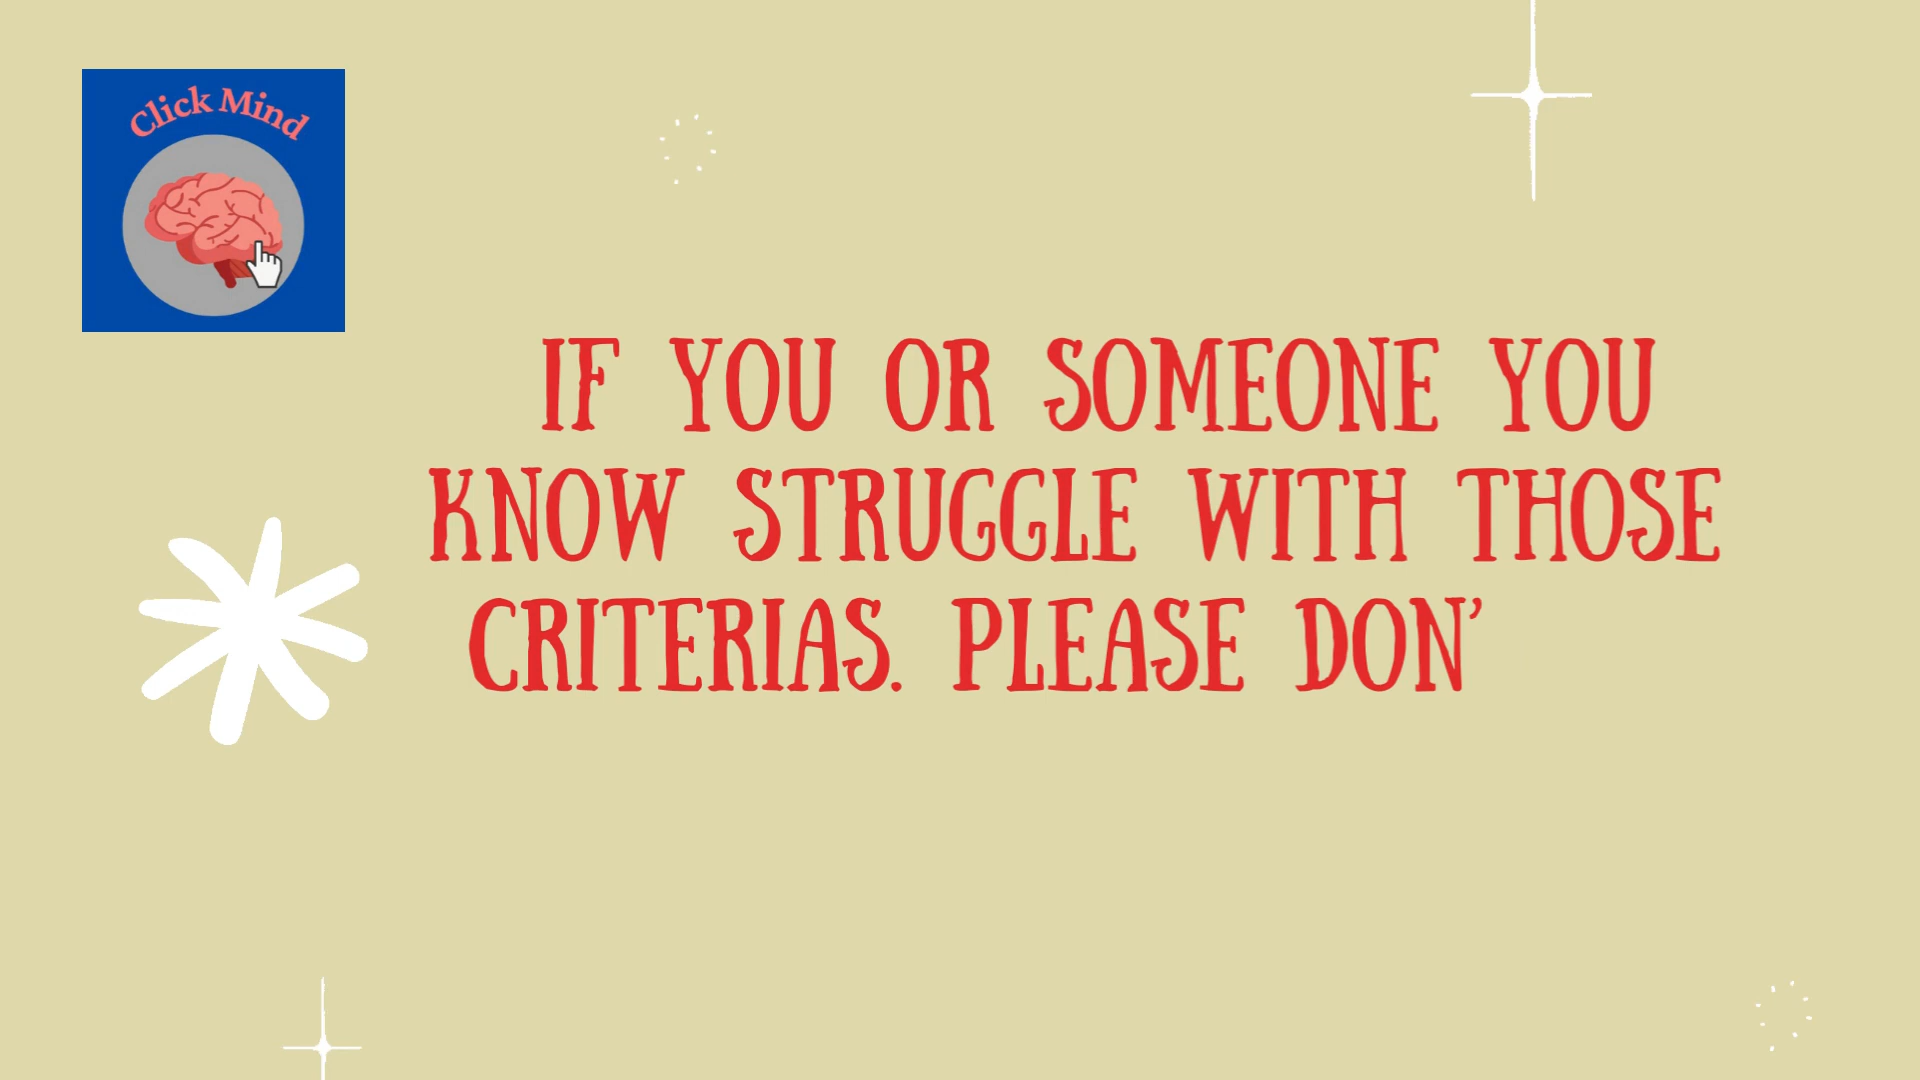 Click Mind
IF YOU OR SOMEONE YOU
KNOW STRUGGLE WITH THOSE
CRITERIAS. PLEASE DON'